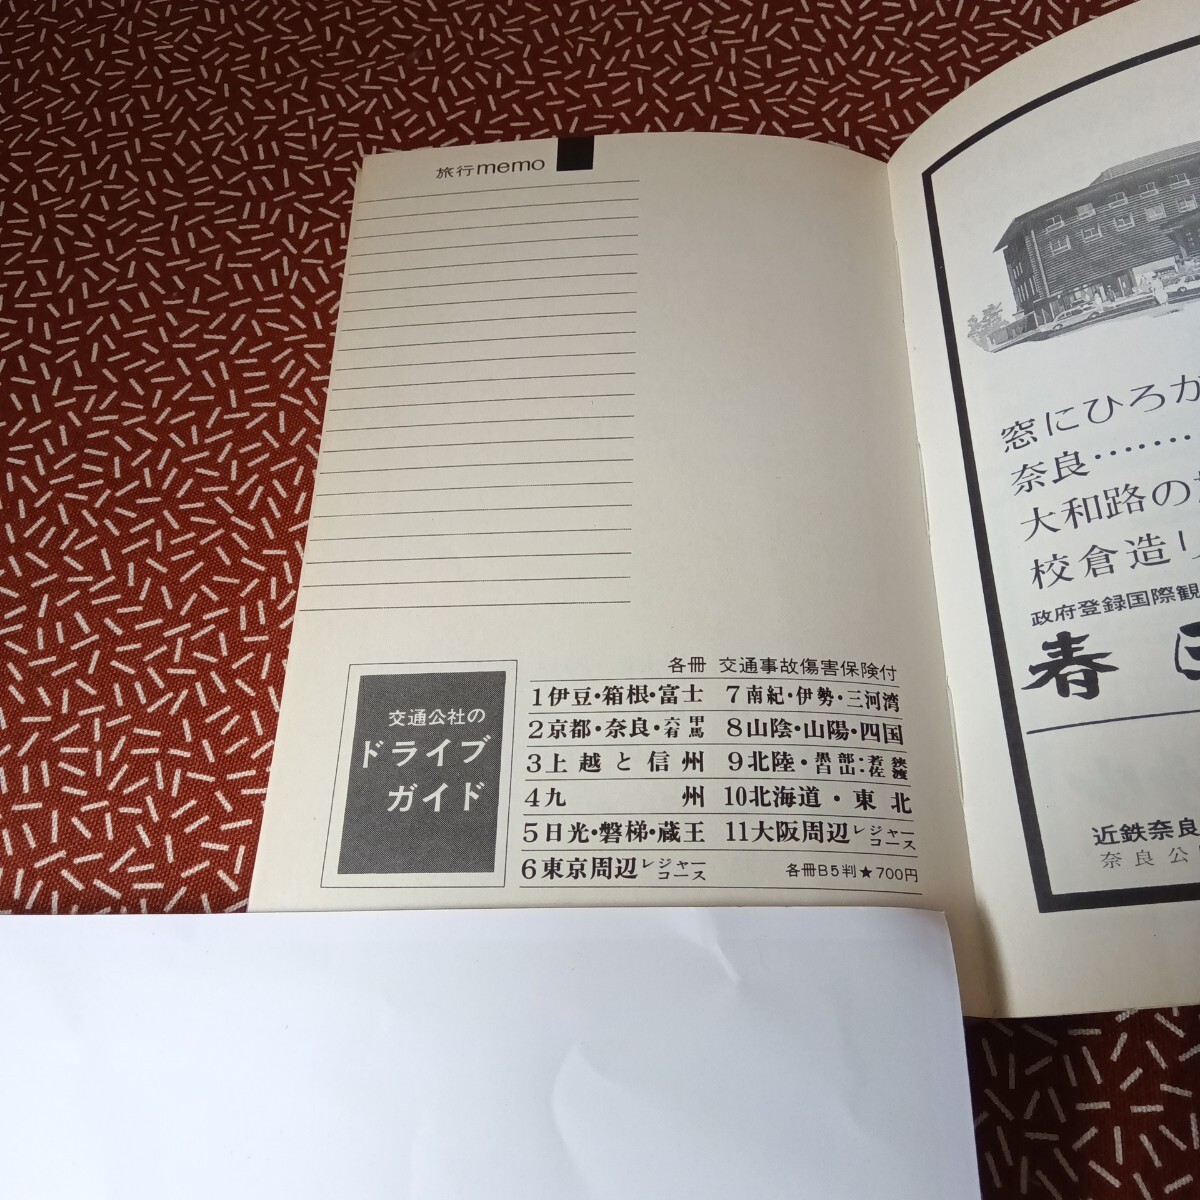 旅行memo
各冊 交通事故傷害保険付
交通公社の
ドライブ
ガイド
1伊豆・箱根・富士
2京都・奈良・六甲
3上越と信州
4九州
5日光・磐梯・蔵王
6東京周辺レジャーコース
7南紀・伊勢・三河湾
8山陰・山陽・四国
9北陸・
10北海道・東北
11大阪周辺レジャーコース
各冊B5判★700円
窓にひろが
奈良………
大和路の
校倉造り
政府登録国際観
春日
近鉄奈良
奈良公